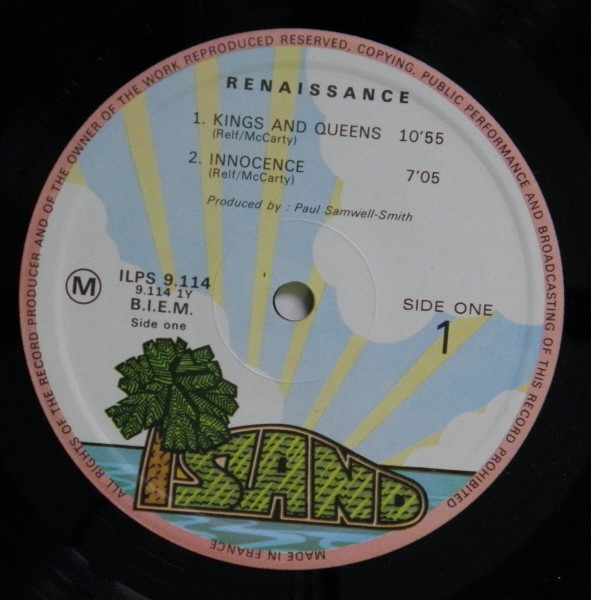 ALL RIGHTS OF THE RECORD PRODUCER AND OF THE OWNER OF THE WORK REPRODUCED RESERVED, COPYING, PUBLIC PERFORMANCE AND BROADCASTING OF THIS RECORD PROHIBITED
RENAISSANCE
1. KINGS AND QUEENS 10'55
(Relf/McCarty)
2. INNOCENCE 7'05
(Relf/McCarty)
Produced by : Paul Samwell-Smith
M
ILPS 9.114
9.114 1Y
B.I.E.M.
Side one
SIDE ONE
1
ISLAND
MADE IN FRANCE